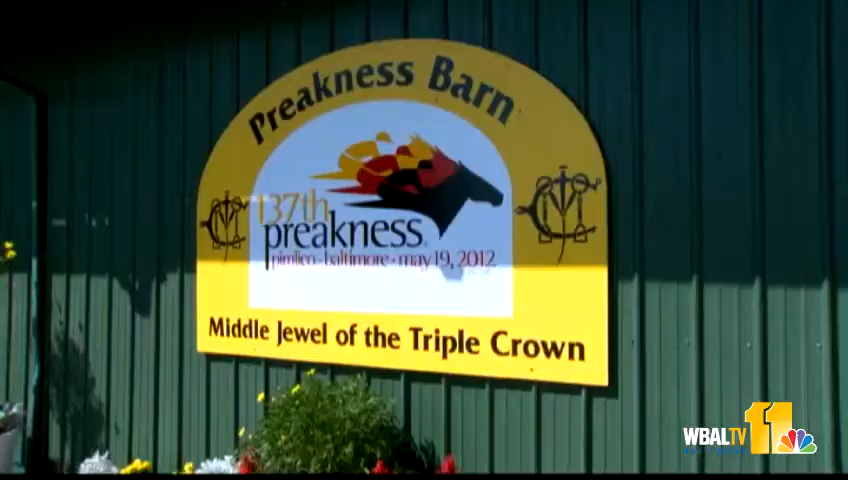 Preakness Barn
137th
preakness
pimlico - baltimore - may 19, 2012
Middle Jewel of the Triple Crown
WBALTV 11